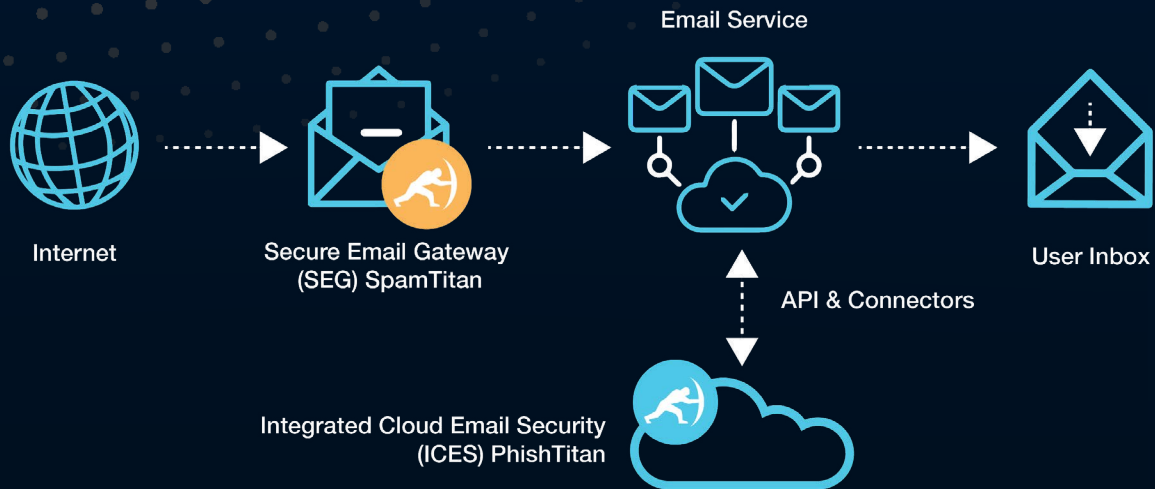 Email Service
Internet
Secure Email Gateway
(SEG) SpamTitan
User Inbox
API & Connectors
Integrated Cloud Email Security
(ICES) PhishTitan